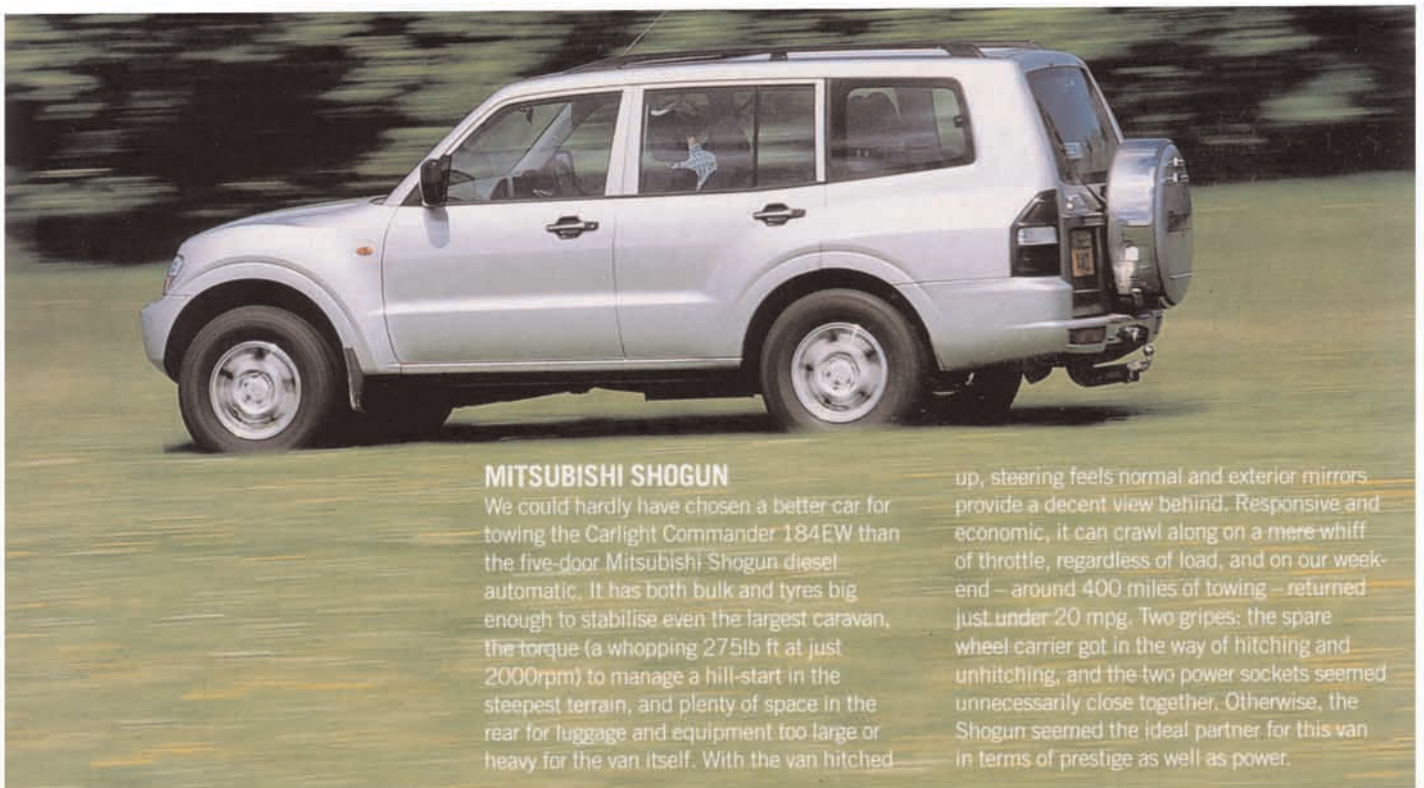 MITSUBISHI SHOGUN
We could hardly have chosen a better car for
towing the Carlight Commander 184EW than
the five-door Mitsubishi Shogun diesel
automatic. It has both bulk and tyres big
enough to stabilise even the largest caravan,
the torque (a whopping 275lb ft at just
2000rpm) to manage a hill-start in the
steepest terrain, and plenty of space in the
rear for luggage and equipment too large or
heavy for the van itself. With the van hitched
up, steering feels normal and exterior mirrors
provide a decent view behind. Responsive and
economic, it can crawl along on a mere whiff
of throttle, regardless of load, and on our week-
end – around 400 miles of towing – returned
just under 20 mpg. Two gripes: the spare
wheel carrier got in the way of hitching and
unhitching, and the two power sockets seemed
unnecessarily close together. Otherwise, the
Shogun seemed the ideal partner for this van
in terms of prestige as well as power.